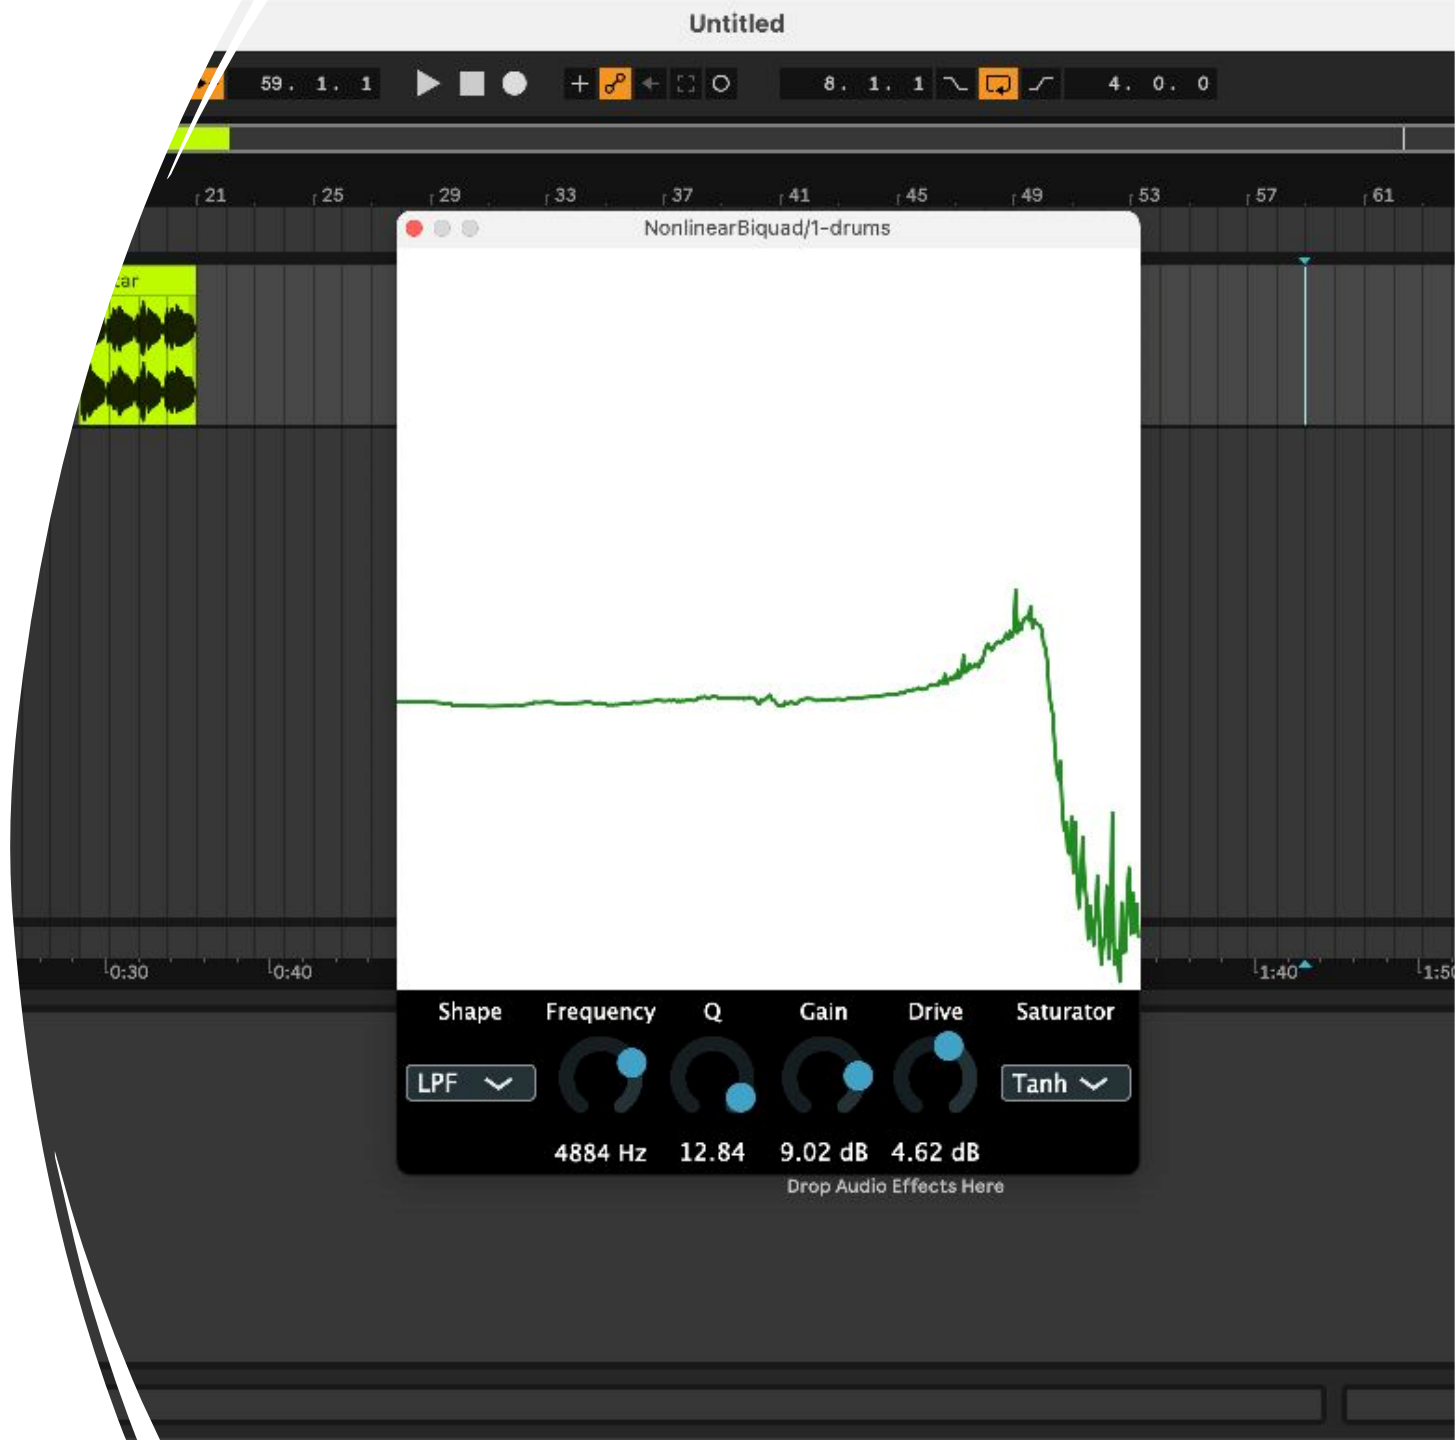 Untitled
59. 1. 1
8. 1. 1
4. 0. 0
21 25 29 33 37 41 45 49 53 57 61
NonlinearBiquad/1-drums
tar
0:30 0:40 1:40
Shape Frequency Q Gain Drive Saturator
LPF Tanh
4884 Hz 12.84 9.02 dB 4.62 dB
Drop Audio Effects Here